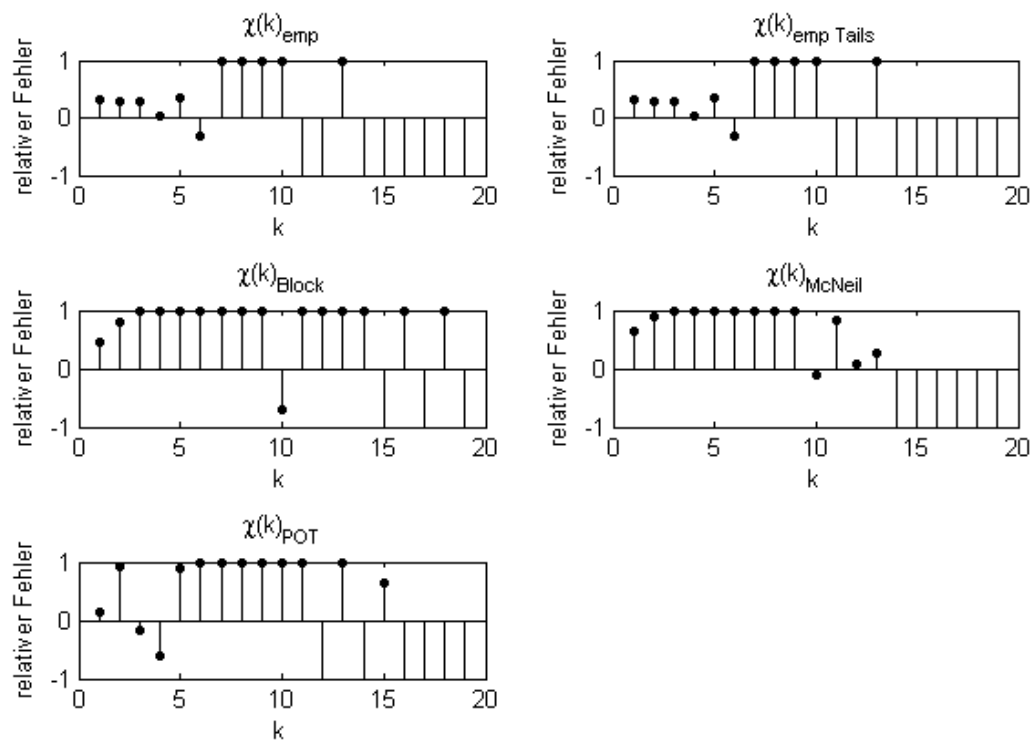 χ(k)emp
relativer Fehler
1
0
-1
0 5 10 15 20
k
χ(k)emp Tails
relativer Fehler
1
0
-1
0 5 10 15 20
k
χ(k)Block
relativer Fehler
1
0
-1
0 5 10 15 20
k
χ(k)McNeil
relativer Fehler
1
0
-1
0 5 10 15 20
k
χ(k)POT
relativer Fehler
1
0
-1
0 5 10 15 20
k